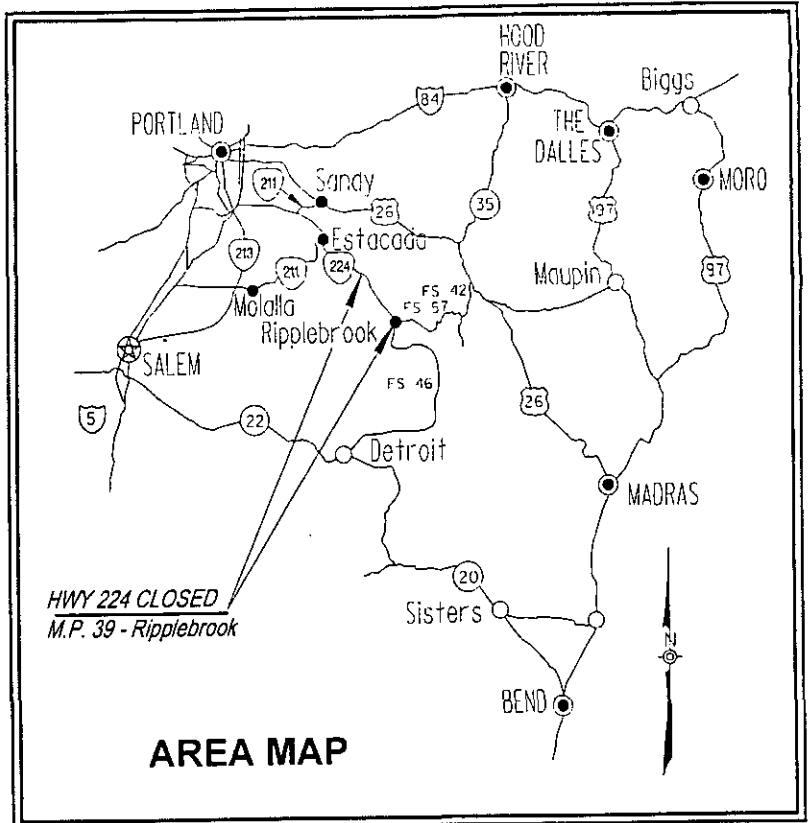 HOOD
RIVER
Biggs
84
PORTLAND
THE
DALLES
MORO
211
Sandy
26
35
97
Estacada
213
211
224
FS 42
Maupin
97
Molalla
FS 57
Ripplebrook
SALEM
FS 46
26
5
22
Detroit
MADRAS
HWY 224 CLOSED
M.P. 39 - Ripplebrook
20
Sisters
N
BEND
AREA MAP